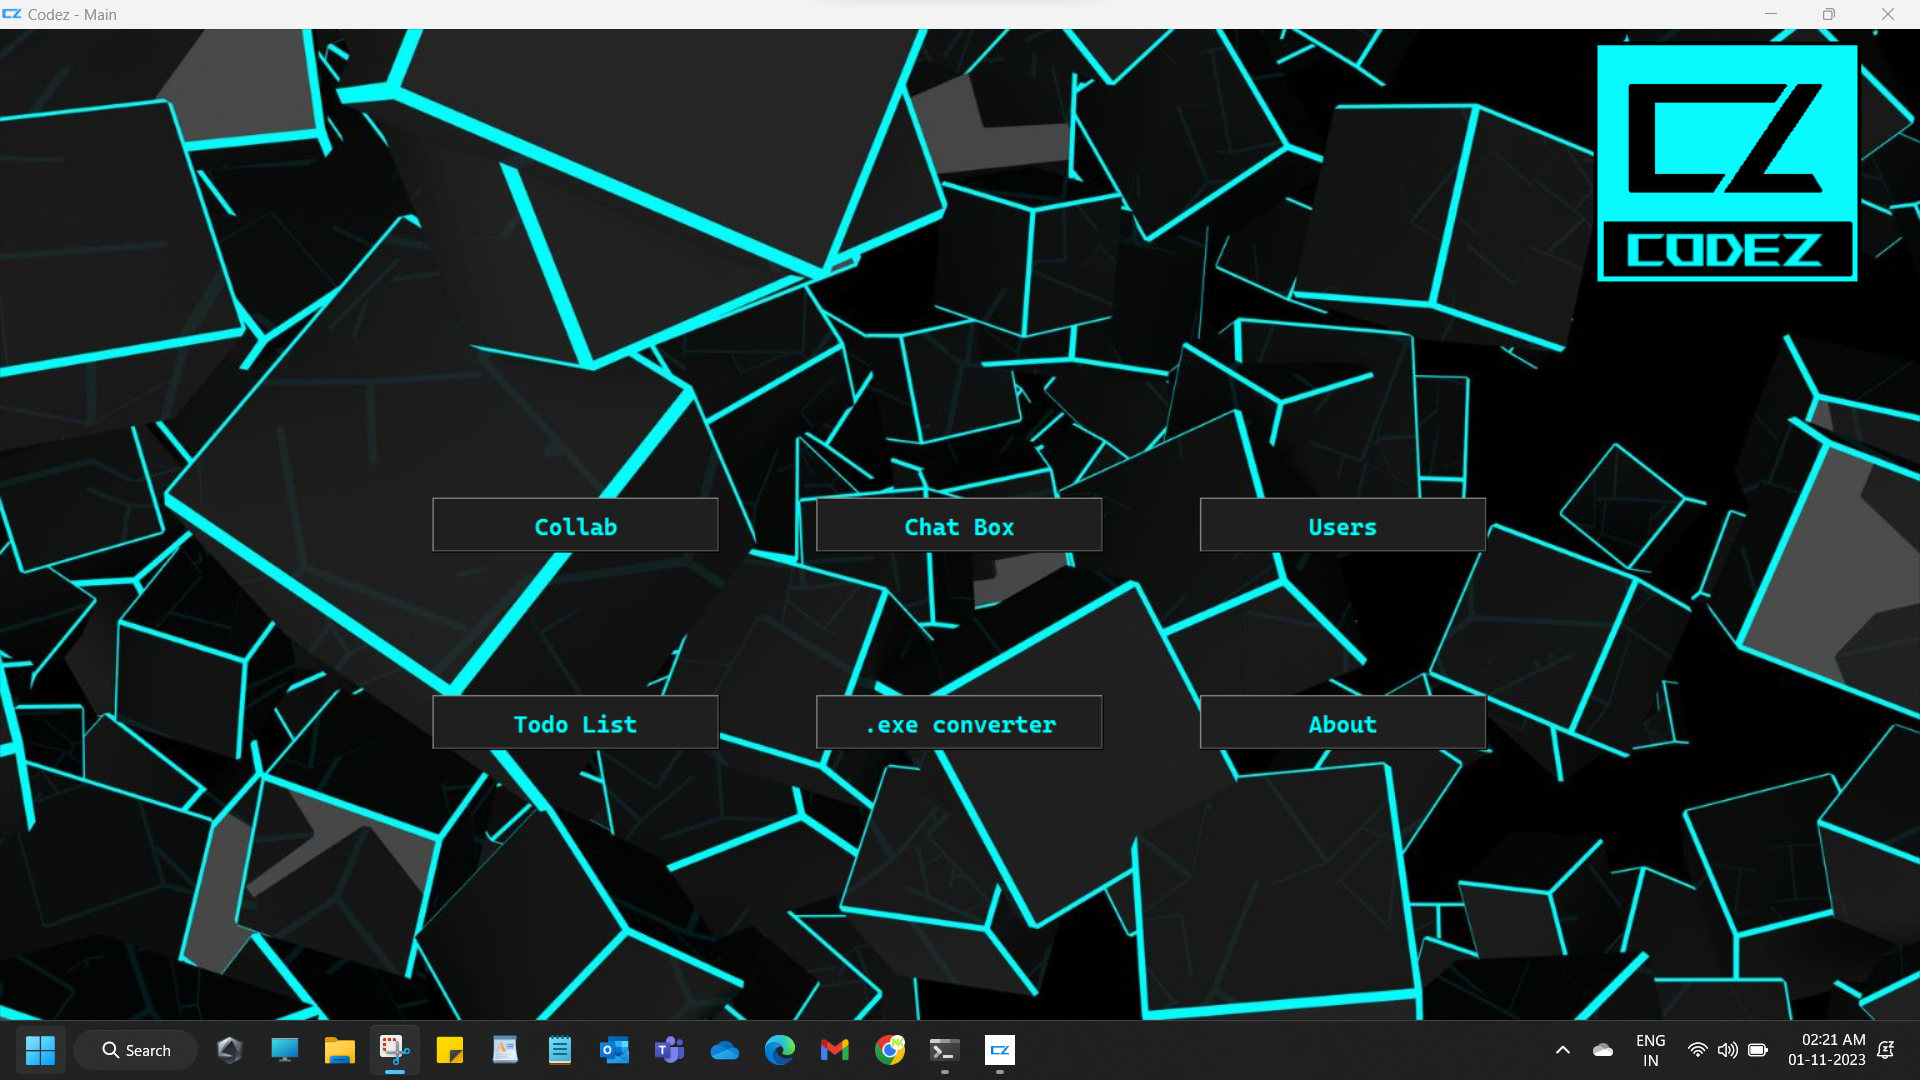 Codez - Main
CZ
CODEZ
Collab
Chat Box
Users
Todo List
.exe converter
About
Search
CZ
ENG
IN
02:21 AM
01-11-2023